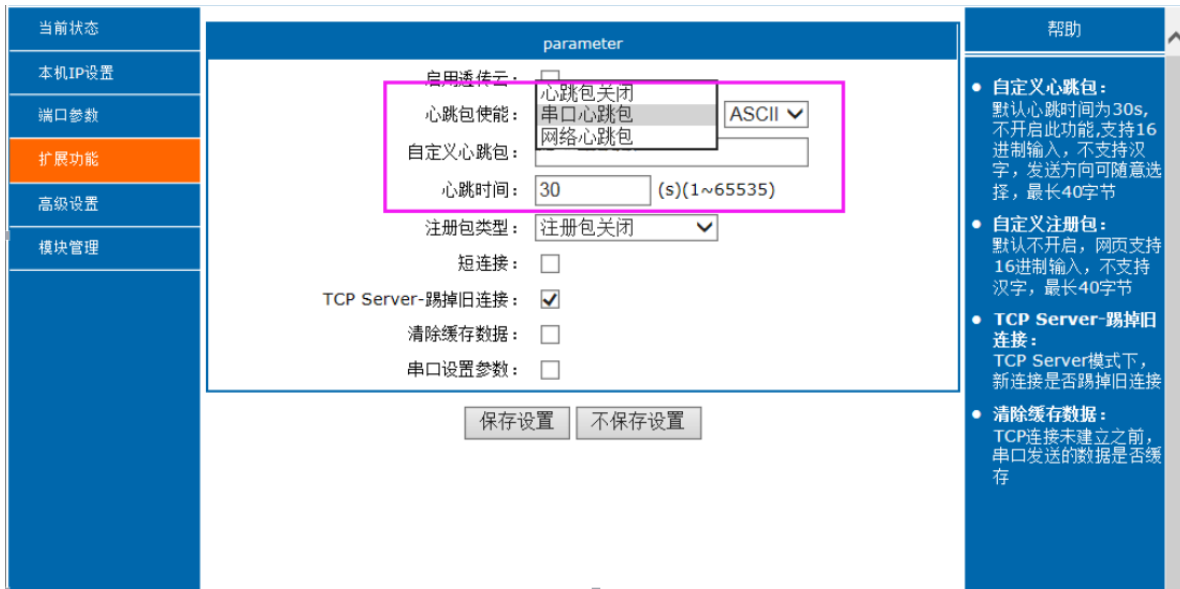 当前状态
本机IP设置
端口参数
扩展功能
高级设置
模块管理
parameter
启用透传云：
心跳包使能：
心跳包关闭
串口心跳包
网络心跳包
ASCII
自定义心跳包：
心跳时间： 30 (s)(1~65535)
注册包类型： 注册包关闭
短连接：
TCP Server-踢掉旧连接：
清除缓存数据：
串口设置参数：
保存设置 不保存设置
帮助
自定义心跳包：
默认心跳时间为30s,
不开启此功能,支持16
进制输入，不支持汉
字，发送方向可随意选
择，最长40字节
自定义注册包：
默认不开启，网页支持
16进制输入，不支持
汉字，最长40字节
TCP Server-踢掉旧
连接：
TCP Server模式下，
新连接是否踢掉旧连接
清除缓存数据：
TCP连接未建立之前，
串口发送的数据是否缓
存